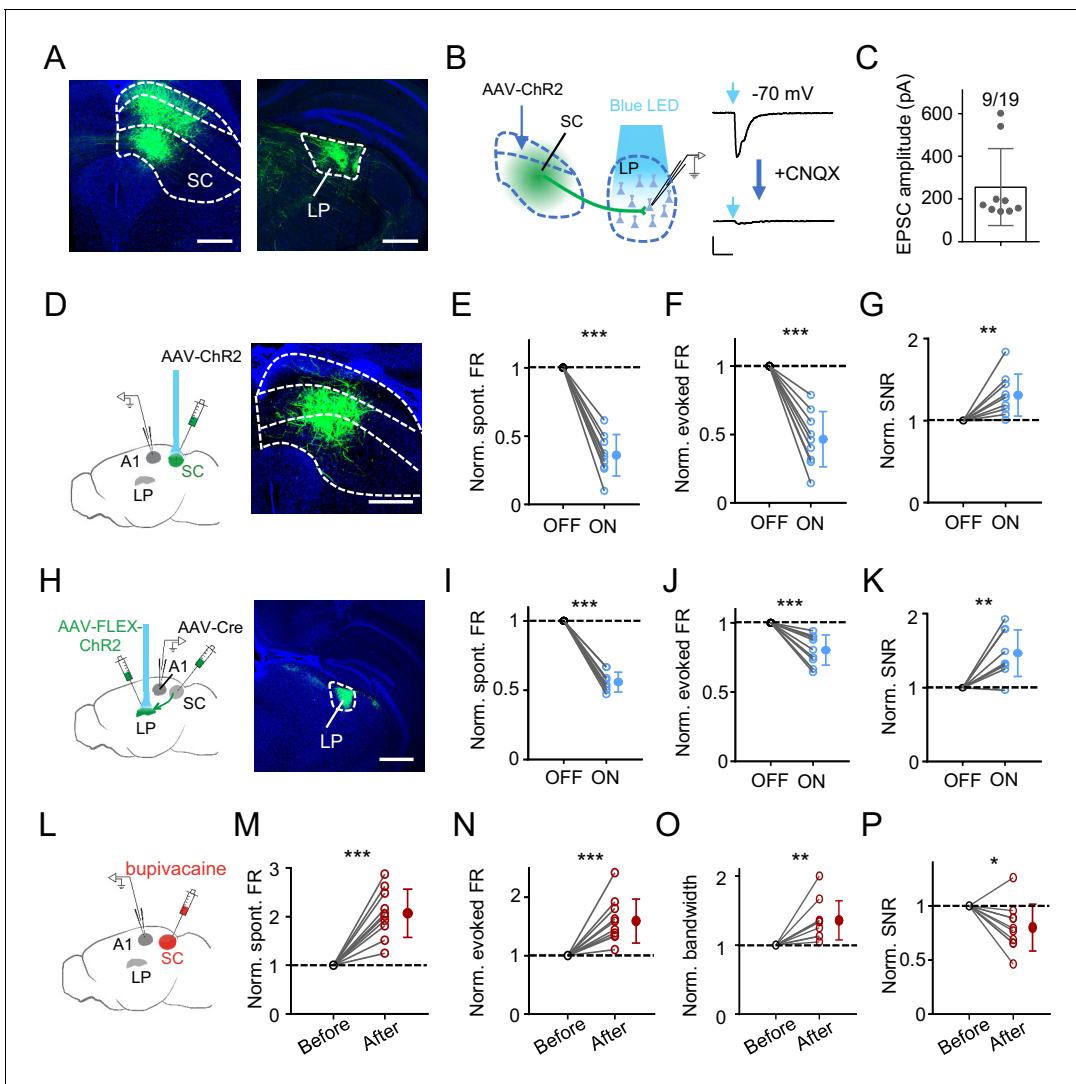 A
SC
LP
B
AAV-ChR2
SC
Blue LED
LP
-70 mV
+CNQX
C
9/19
EPSC amplitude (pA)
600
400
200
0
D
AAV-ChR2
A1
SC
LP
E
***
Norm. spont. FR
1
0.5
0
OFF
ON
F
***
Norm. evoked FR
1
0.5
0
OFF
ON
G
**
Norm. SNR
2
1
0
OFF
ON
H
AAV-FLEX-
ChR2
AAV-Cre
A1
SC
LP
LP
I
***
Norm. spont. FR
1
0.5
0
OFF
ON
J
***
Norm. evoked FR
1
0.5
0
OFF
ON
K
**
Norm. SNR
2
1
0
OFF
ON
L
bupivacaine
A1
SC
LP
M
***
Norm. spont. FR
3
2
1
0
Before
After
N
***
Norm. evoked FR
2
1
0
Before
After
O
**
Norm. bandwidth
2
1
0
Before
After
P
*
Norm. SNR
1
0.5
0
Before
After